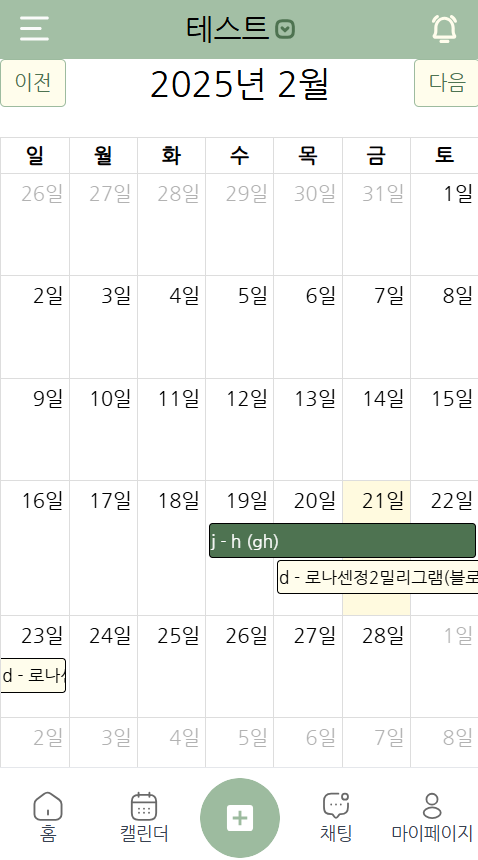 테스트
이전 2025년 2월 다음
일 월 화 수 목 금 토
26일 27일 28일 29일 30일 31일 1일
2일 3일 4일 5일 6일 7일 8일
9일 10일 11일 12일 13일 14일 15일
16일 17일 18일 19일 20일 21일 22일
j - h (gh)
d - 로나센정2밀리그램(블로
23일 24일 25일 26일 27일 28일 1일
d - 로나
2일 3일 4일 5일 6일 7일 8일
홈 캘린더 채팅 마이페이지